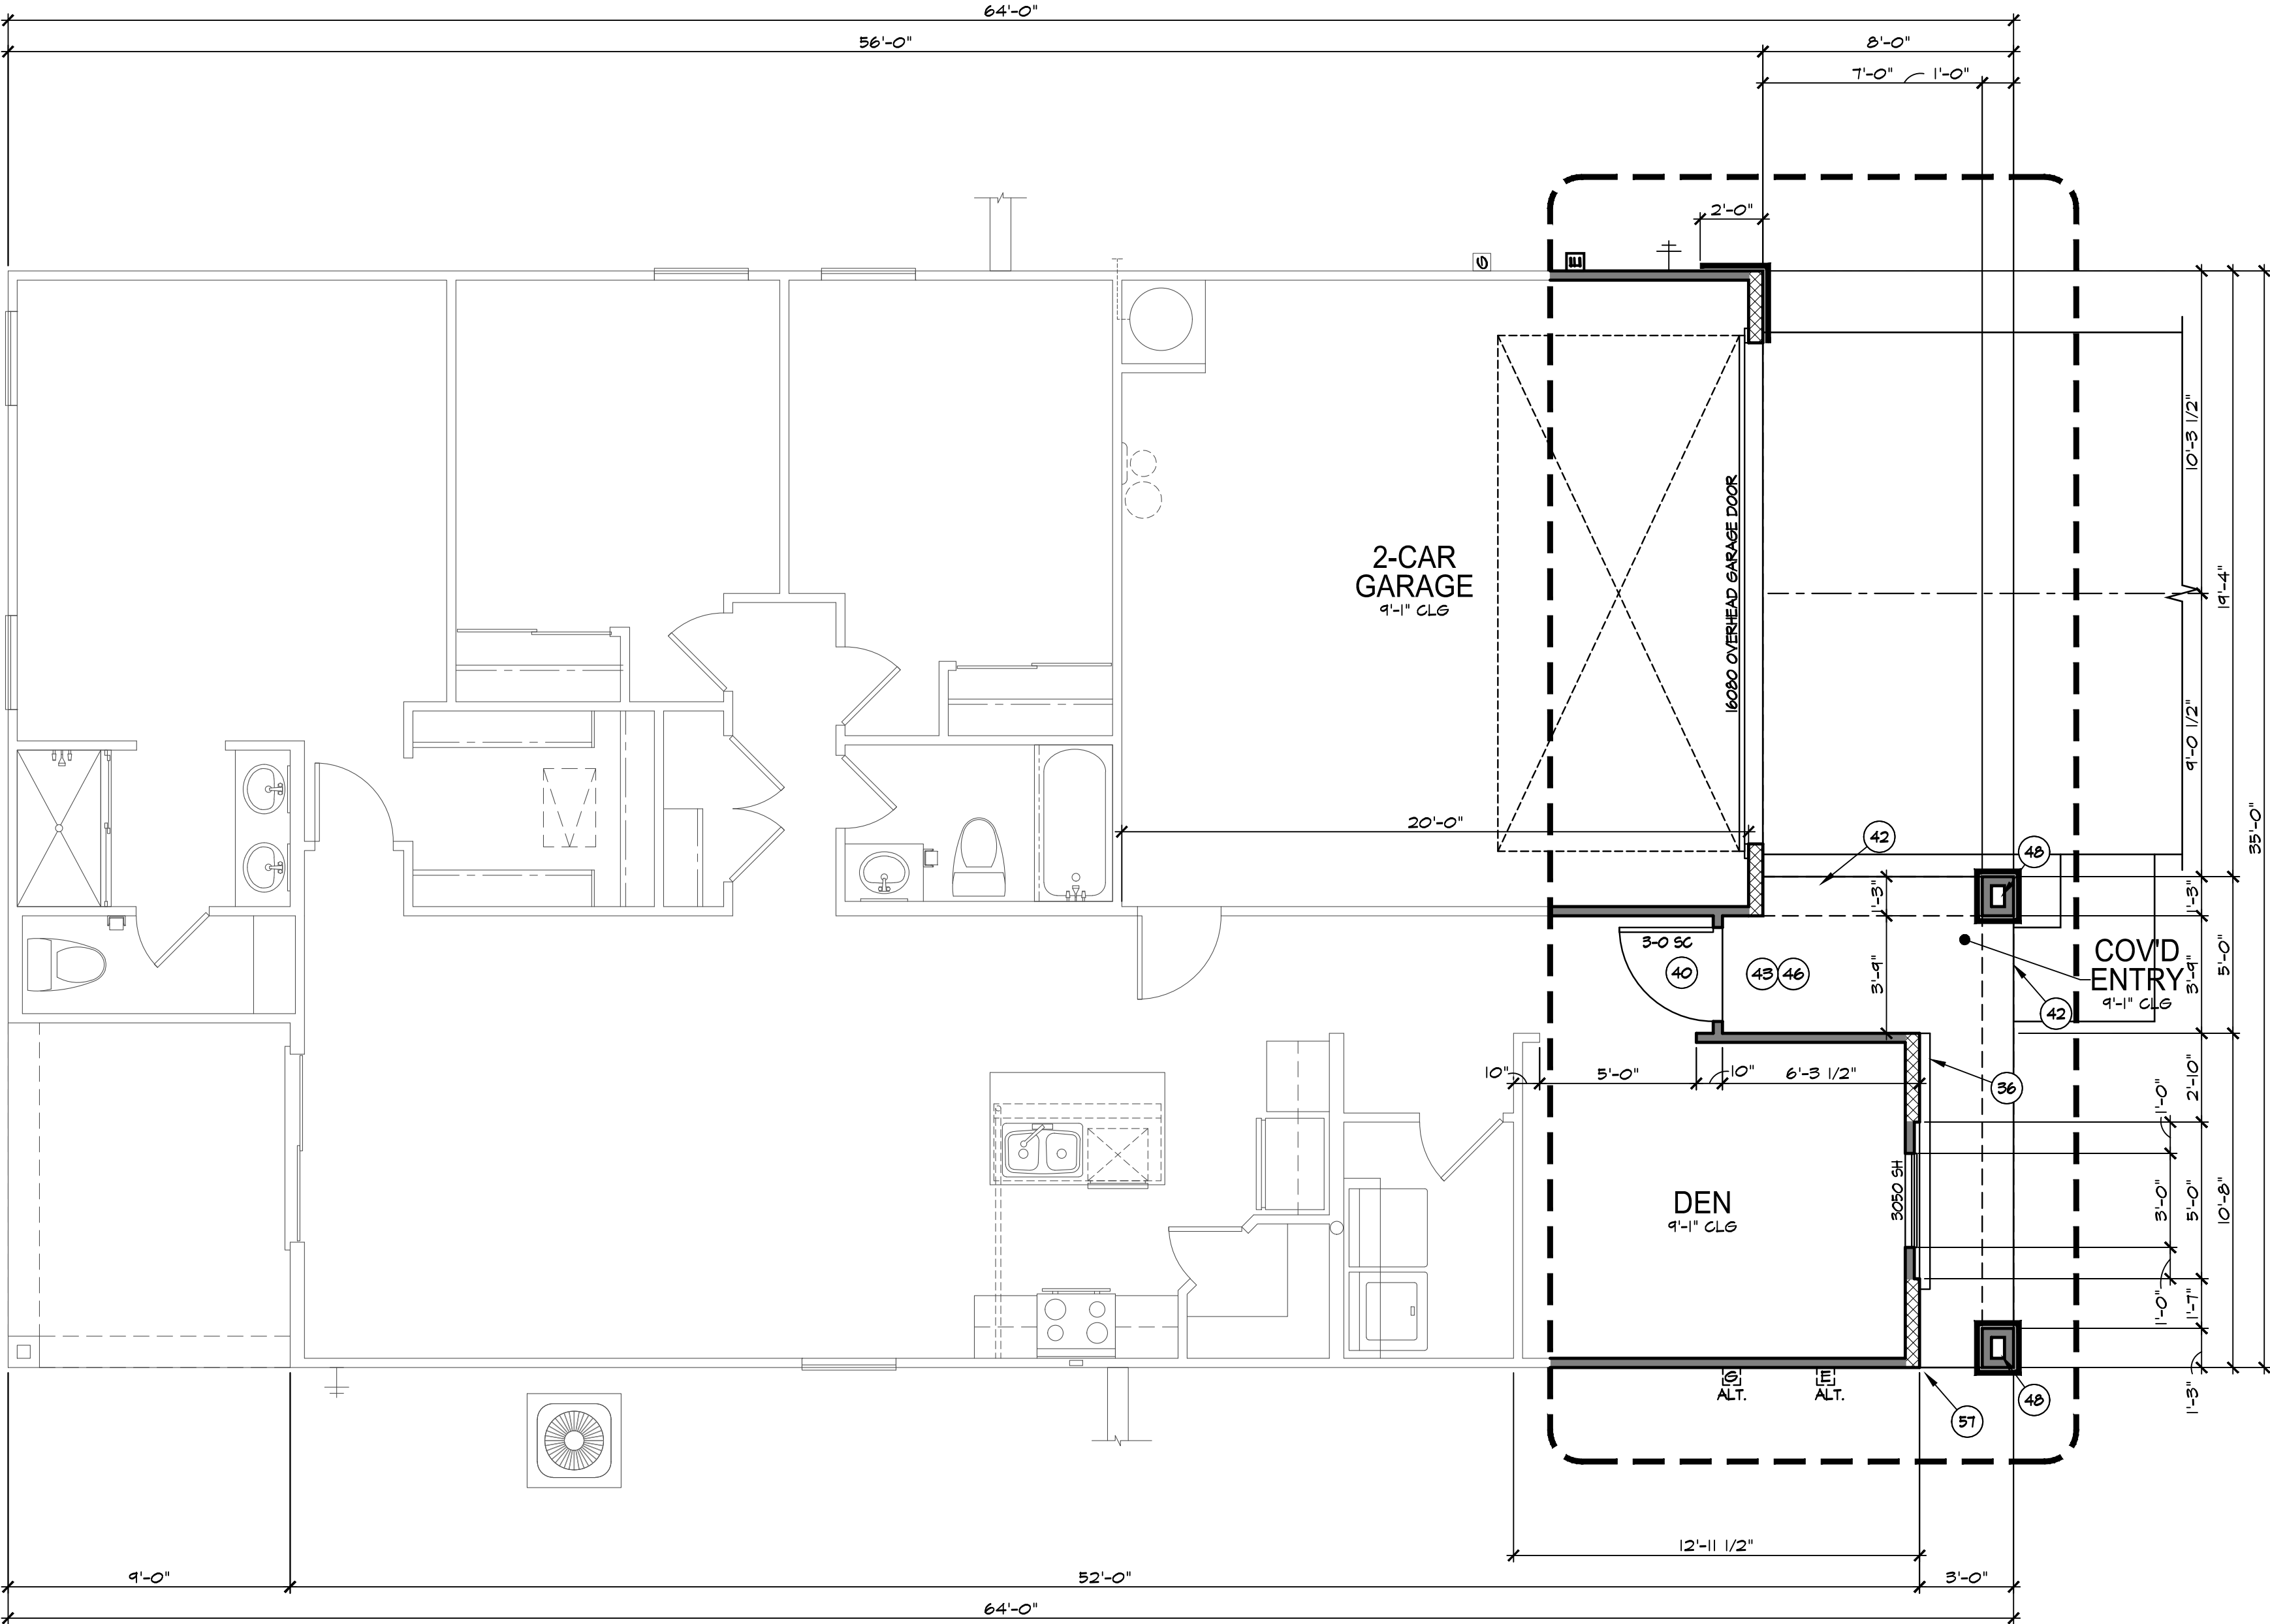 64'-0"
56'-0"
8'-0"
7'-0"
1'-0"
2'-0"
G
E
10'-3 1/2"
2-CAR
GARAGE
9'-1" CLG
16080 OVERHEAD GARAGE DOOR
19'-4"
9'-0 1/2"
35'-0"
20'-0"
42
48
1'-3"
1'-3"
3-0 SC
40
43
46
3'-9"
COV'D
ENTRY
9'-1" CLG
3'-9"
5'-0"
42
10"
5'-0"
10"
6'-3 1/2"
36
1'-0"
2'-10"
DEN
9'-1" CLG
3050 SH
3'-0"
5'-0"
10'-8"
1'-0"
1'-7"
G
ALT.
E
ALT.
57
48
1'-3"
12'-11 1/2"
9'-0"
52'-0"
3'-0"
64'-0"